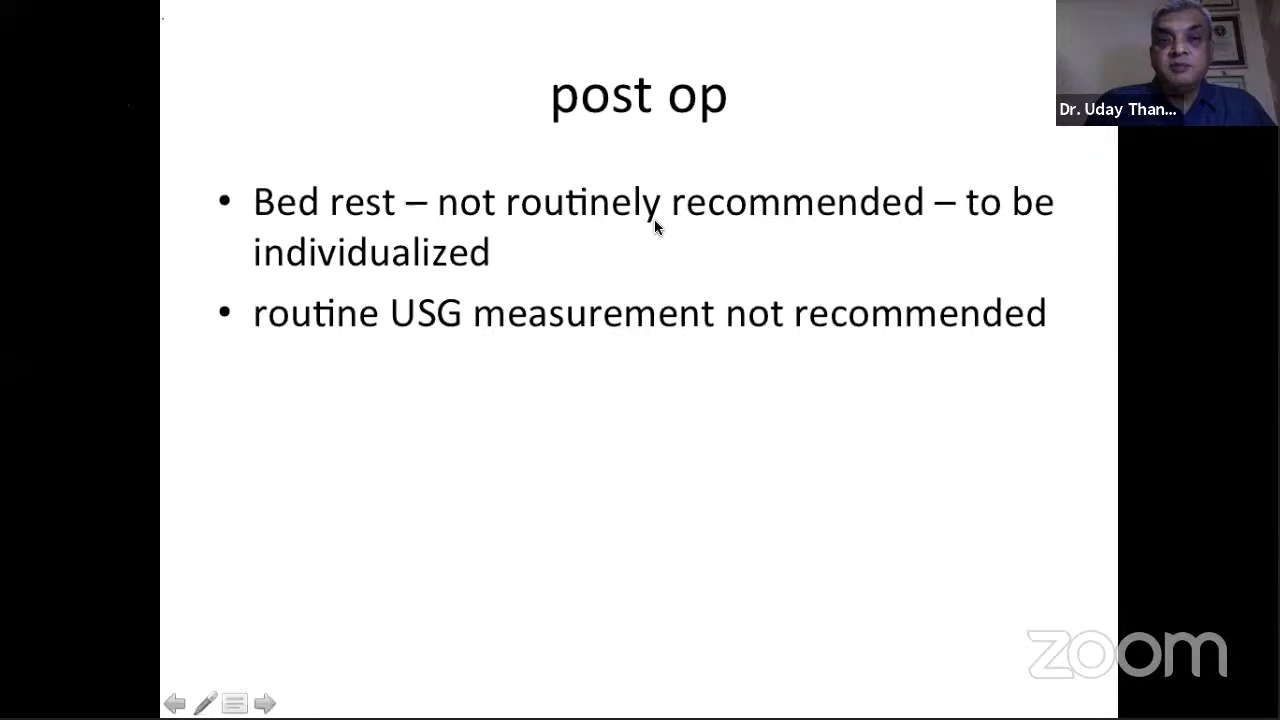 post op
Dr. Uday Than...
• Bed rest – not routinely recommended – to be
individualized
• routine USG measurement not recommended
zoom